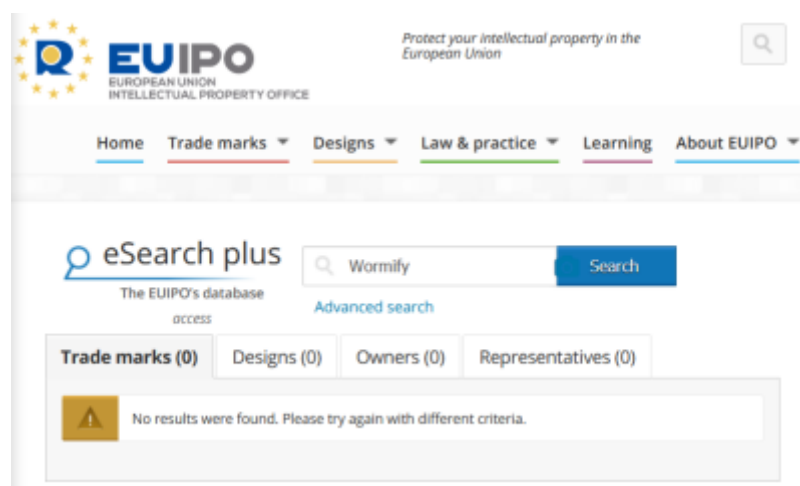 Protect your intellectual property in the
European Union
EUIPO
EUROPEAN UNION
INTELLECTUAL PROPERTY OFFICE
Home Trade marks Designs Law & practice Learning About EUIPO
eSearch plus
The EUIPO's database
access
Wormify Search
Advanced search
Trade marks (0) Designs (0) Owners (0) Representatives (0)
No results were found. Please try again with different criteria.